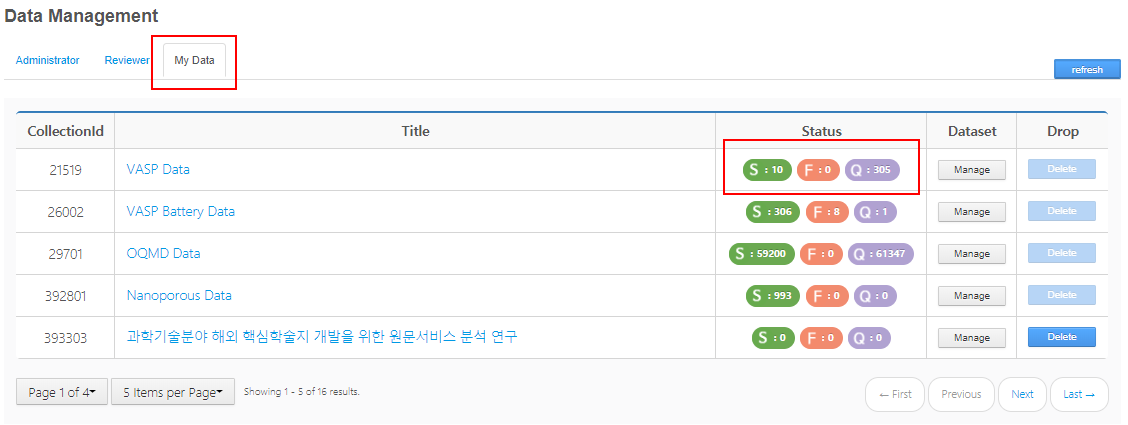 Data Management
Administrator Reviewer My Data
refresh
CollectionId Title Status Dataset Drop
21519 VASP Data S : 10 F : 0 Q : 305 Manage Delete
26002 VASP Battery Data S : 306 F : 8 Q : 1 Manage Delete
29701 OQMD Data S : 59200 F : 0 Q : 61347 Manage Delete
392801 Nanoporous Data S : 993 F : 0 Q : 0 Manage Delete
393303 과학기술분야 해외 핵심학술지 개발을 위한 원문서비스 분석 연구 S : 0 F : 0 Q : 0 Manage Delete
Page 1 of 4 5 Items per Page Showing 1 - 5 of 16 results. ← First Previous Next Last →